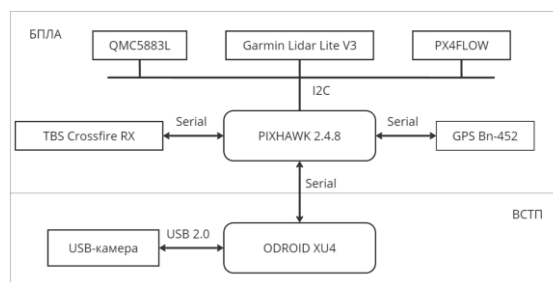 БПЛА
QMC5883L
Garmin Lidar Lite V3
PX4FLOW
I2C
Serial
Serial
TBS Crossfire RX
PIXHAWK 2.4.8
GPS Bn-452
Serial
ВСТП
USB 2.0
USB-камера
ODROID XU4